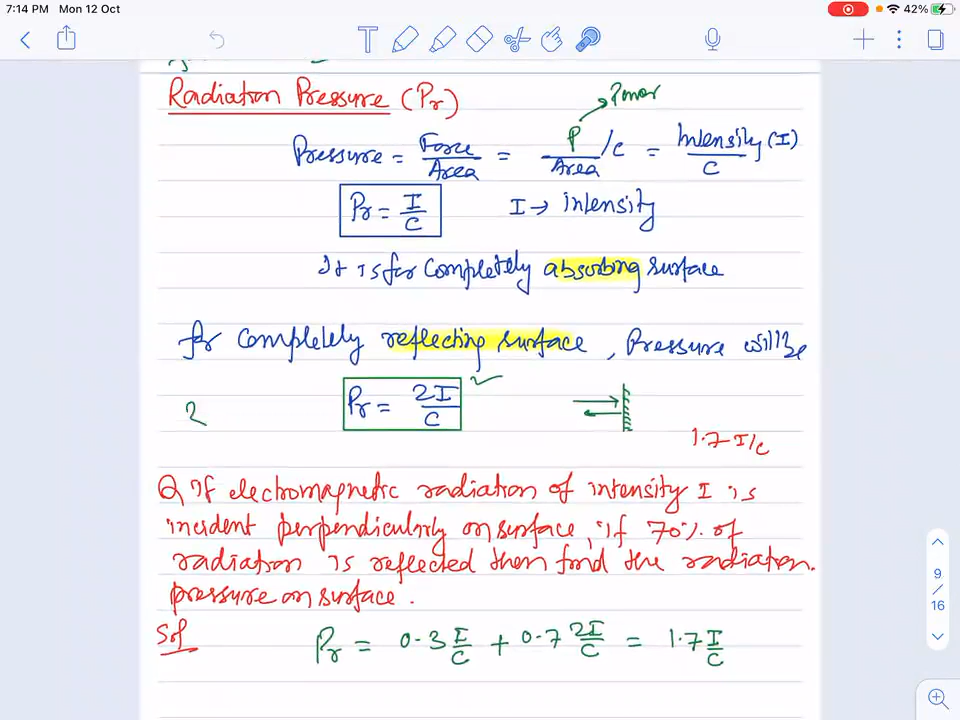 7:14 PM Mon 12 Oct
42%
Radiation Pressure (Pr)
Power
Pressure = Force/Area = P/Area /c = Intensity (I)/C
Pr = I/C I → intensity
It is for completely absorbing surface
for completely reflecting surface, Pressure will be
2 Pr = 2I/C
1.7 I/c
Q If electromagnetic radiation of intensity I is
incident perpendicularly on surface, if 70% of
radiation is reflected then find the radiation
pressure on surface.
Sol Pr = 0.3 I/C + 0.7 2I/C = 1.7 I/C
9
/
16